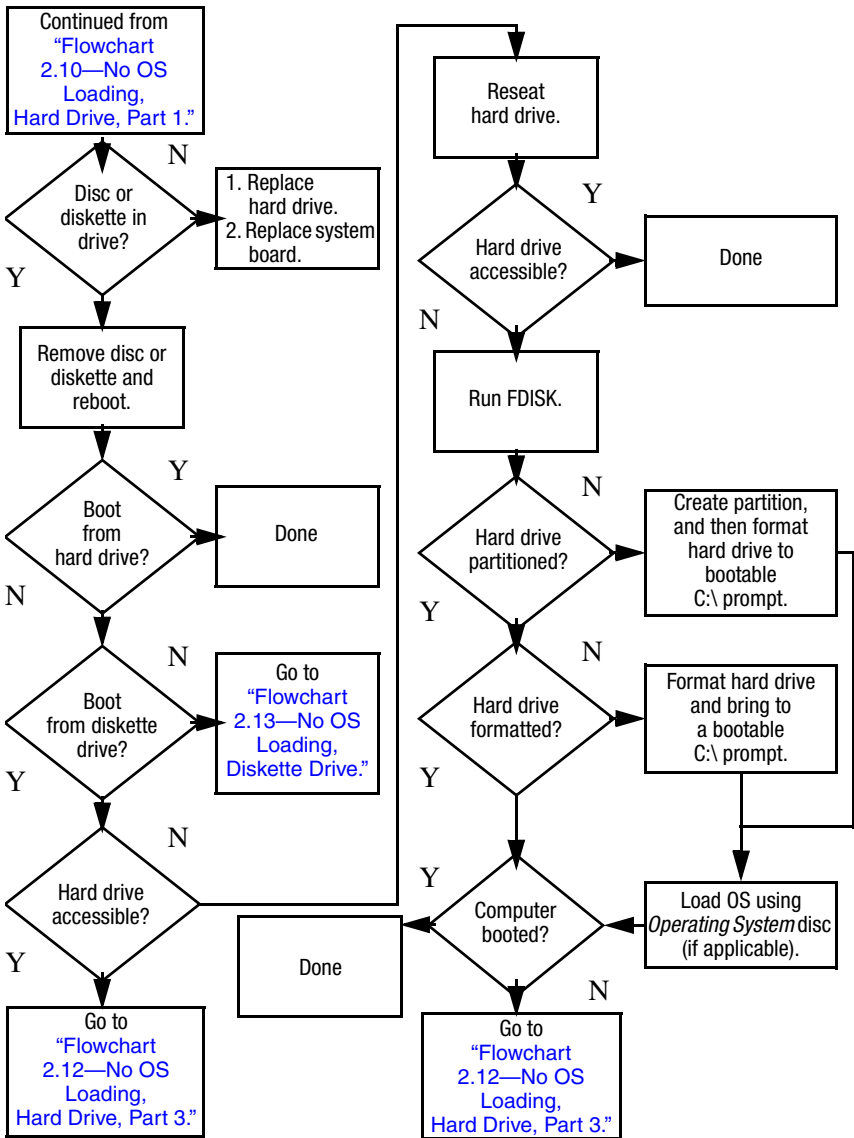 Continued from
“Flowchart
2.10—No OS
Loading,
Hard Drive, Part 1.”
N
Disc or
diskette in
drive?
1. Replace
hard drive.
2. Replace system
board.
Y
Remove disc or
diskette and
reboot.
Y
Boot
from
hard drive?
Done
N
N
Boot
from diskette
drive?
Go to
“Flowchart
2.13—No OS
Loading,
Diskette Drive.”
Y
N
Hard drive
accessible?
Y
Go to
“Flowchart
2.12—No OS
Loading,
Hard Drive, Part 3.”
Reseat
hard drive.
Y
Hard drive
accessible?
Done
N
Run FDISK.
N
Hard drive
partitioned?
Create partition,
and then format
hard drive to
bootable
C:\ prompt.
Y
N
Hard drive
formatted?
Format hard drive
and bring to
a bootable
C:\ prompt.
Y
Y
Computer
booted?
Load OS using
Operating System disc
(if applicable).
Done
N
Go to
“Flowchart
2.12—No OS
Loading,
Hard Drive, Part 3.”